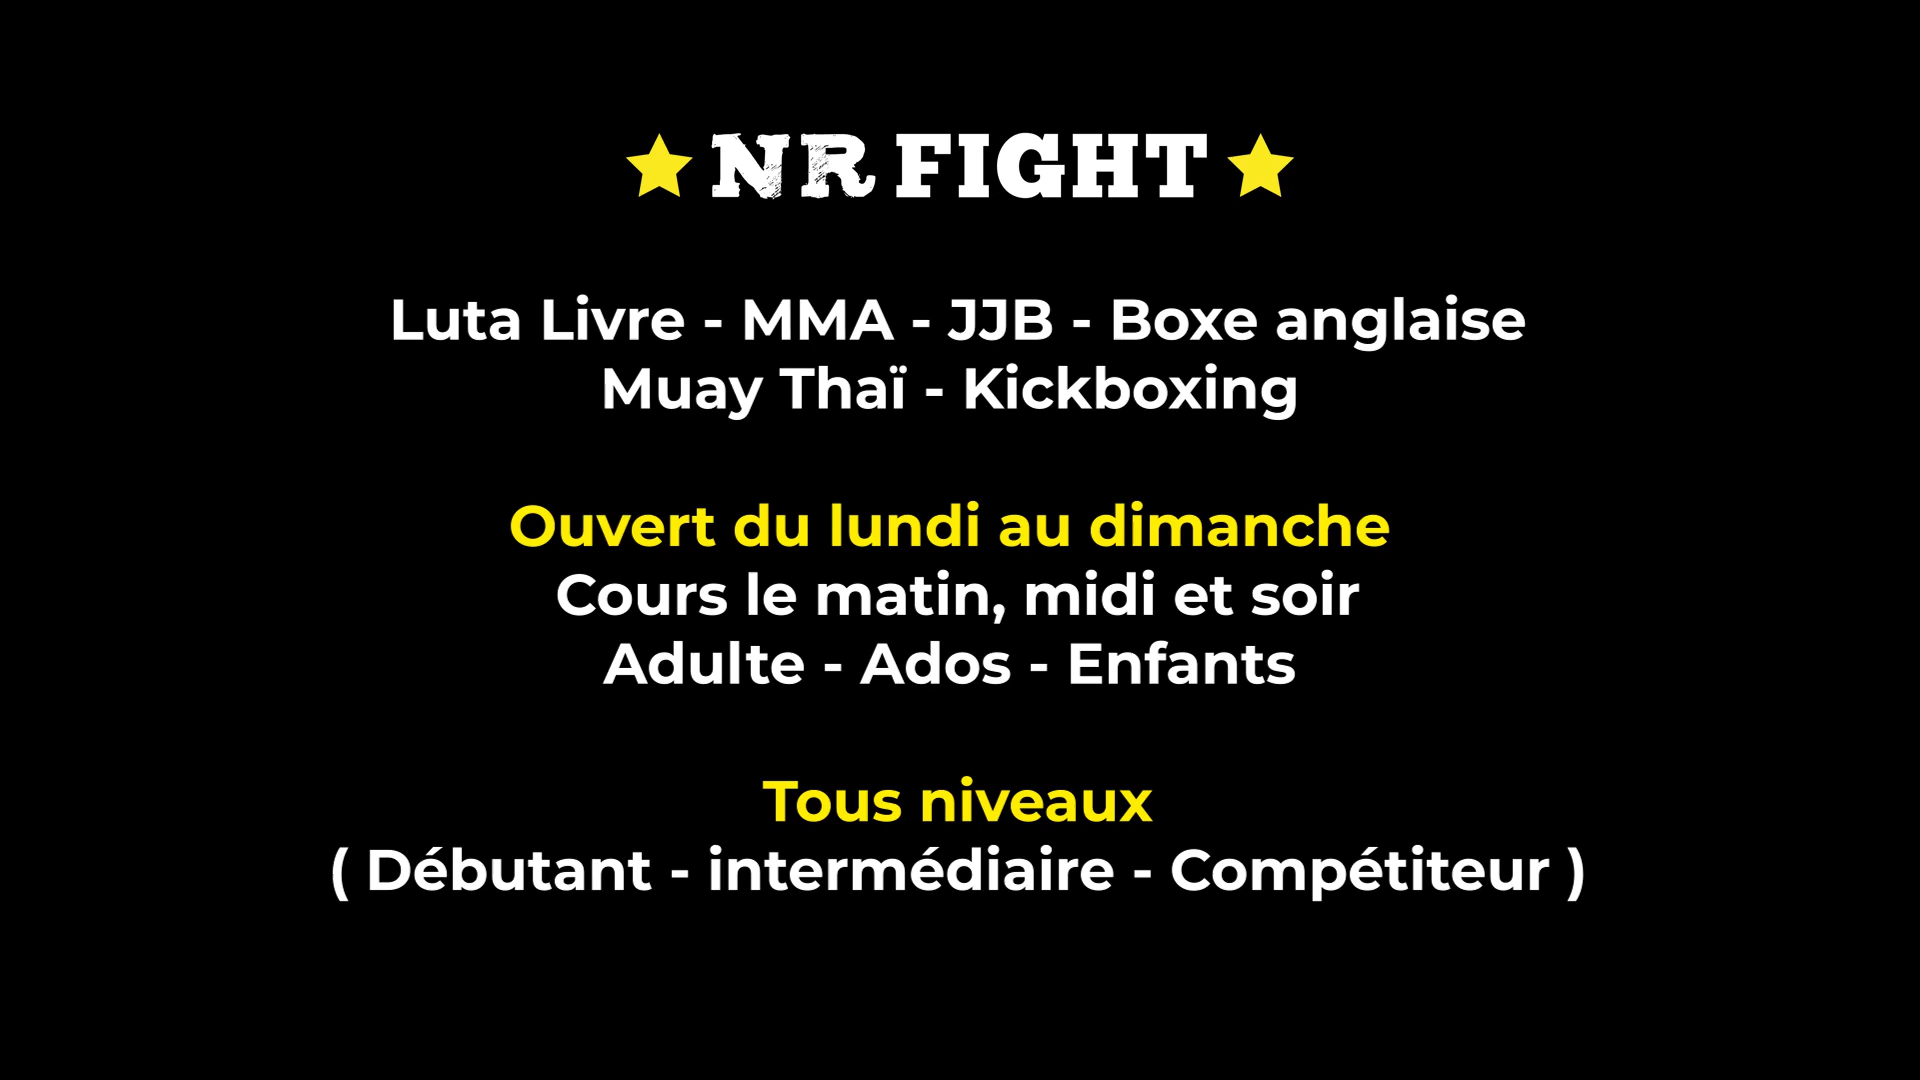 NR FIGHT
Luta Livre - MMA - JJB - Boxe anglaise
Muay Thaï - Kickboxing
Ouvert du lundi au dimanche
Cours le matin, midi et soir
Adulte - Ados - Enfants
Tous niveaux
( Débutant - intermédiaire - Compétiteur )